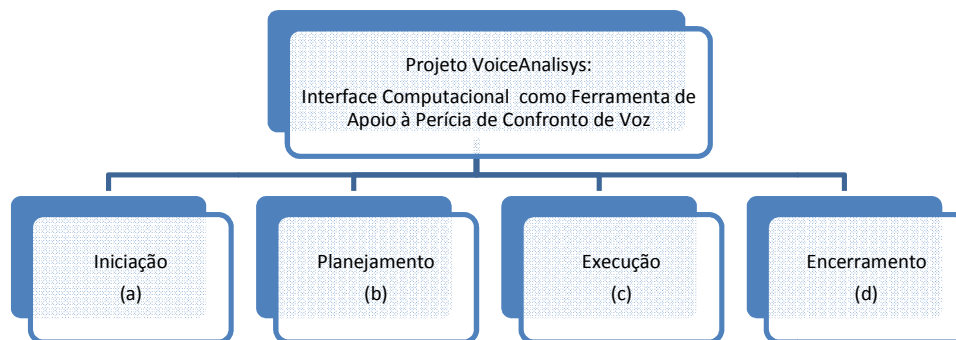 Projeto VoiceAnalisys:
Interface Computacional como Ferramenta de
Apoio à Perícia de Confronto de Voz
Iniciação
(a)
Planejamento
(b)
Execução
(c)
Encerramento
(d)